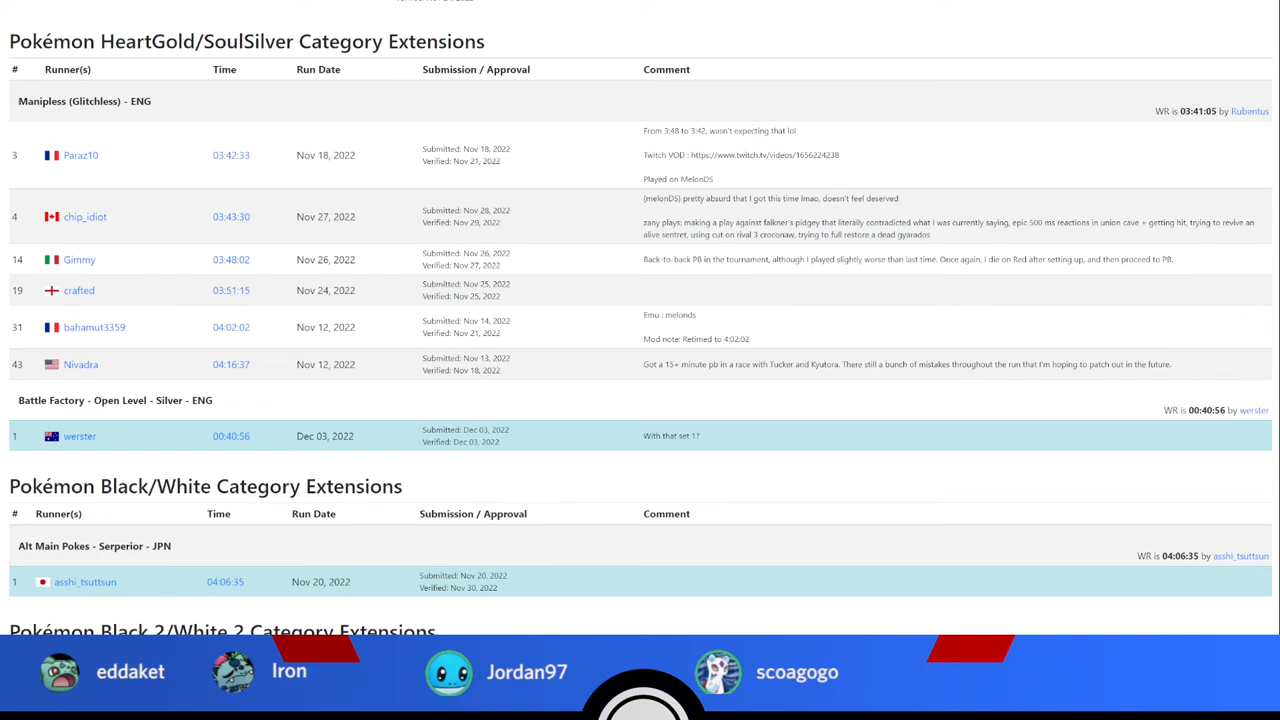 Pokémon HeartGold/SoulSilver Category Extensions
# Runner(s) Time Run Date Submission / Approval Comment
Manipless (Glitchless) - ENG
WR is 03:41:05 by Rubentus
From 3:48 to 3:42, wasn't expecting that lol
3 Paraz10 03:42:33 Nov 18, 2022 Submitted: Nov 18, 2022
Verified: Nov 21, 2022
Twitch VOD : https://www.twitch.tv/videos/1656224238
Played on MelonDS
(melonDS) pretty absurd that I got this time lmao, doesn't feel deserved
4 chip_idiot 03:43:30 Nov 27, 2022 Submitted: Nov 28, 2022
Verified: Nov 29, 2022
zany plays: making a play against falkner's pidgey that literally contradicted what I was currently saying, epic 500 ms reactions in union cave + getting hit, trying to revive an
alive sentret, using cut on rival 3 croconaw, trying to full restore a dead gyarados
14 Gimmy 03:48:02 Nov 26, 2022 Submitted: Nov 26, 2022
Verified: Nov 27, 2022
Back-to-back PB in the tournament, although I played slightly worse than last time. Once again, I die on Red after setting up, and then proceed to PB.
19 crafted 03:51:15 Nov 24, 2022 Submitted: Nov 25, 2022
Verified: Nov 25, 2022
Emu : melonds
31 bahamut3359 04:02:02 Nov 12, 2022 Submitted: Nov 14, 2022
Verified: Nov 21, 2022
Mod note: Retimed to 4:02:02
43 Nivadra 04:16:37 Nov 12, 2022 Submitted: Nov 13, 2022
Verified: Nov 18, 2022
Got a 15+ minute pb in a race with Tucker and Kyutora. There still a bunch of mistakes throughout the run that I'm hoping to patch out in the future.
Battle Factory - Open Level - Silver - ENG
WR is 00:40:56 by werster
1 werster 00:40:56 Dec 03, 2022 Submitted: Dec 03, 2022
Verified: Dec 03, 2022
With that set 1?
Pokémon Black/White Category Extensions
# Runner(s) Time Run Date Submission / Approval Comment
Alt Main Pokes - Serperior - JPN
WR is 04:06:35 by asshi_tsuttsun
1 asshi_tsuttsun 04:06:35 Nov 20, 2022 Submitted: Nov 20, 2022
Verified: Nov 30, 2022
Pokémon Black 2/White 2 Category Extensions
eddaket Iron Jordan97 scoagogo